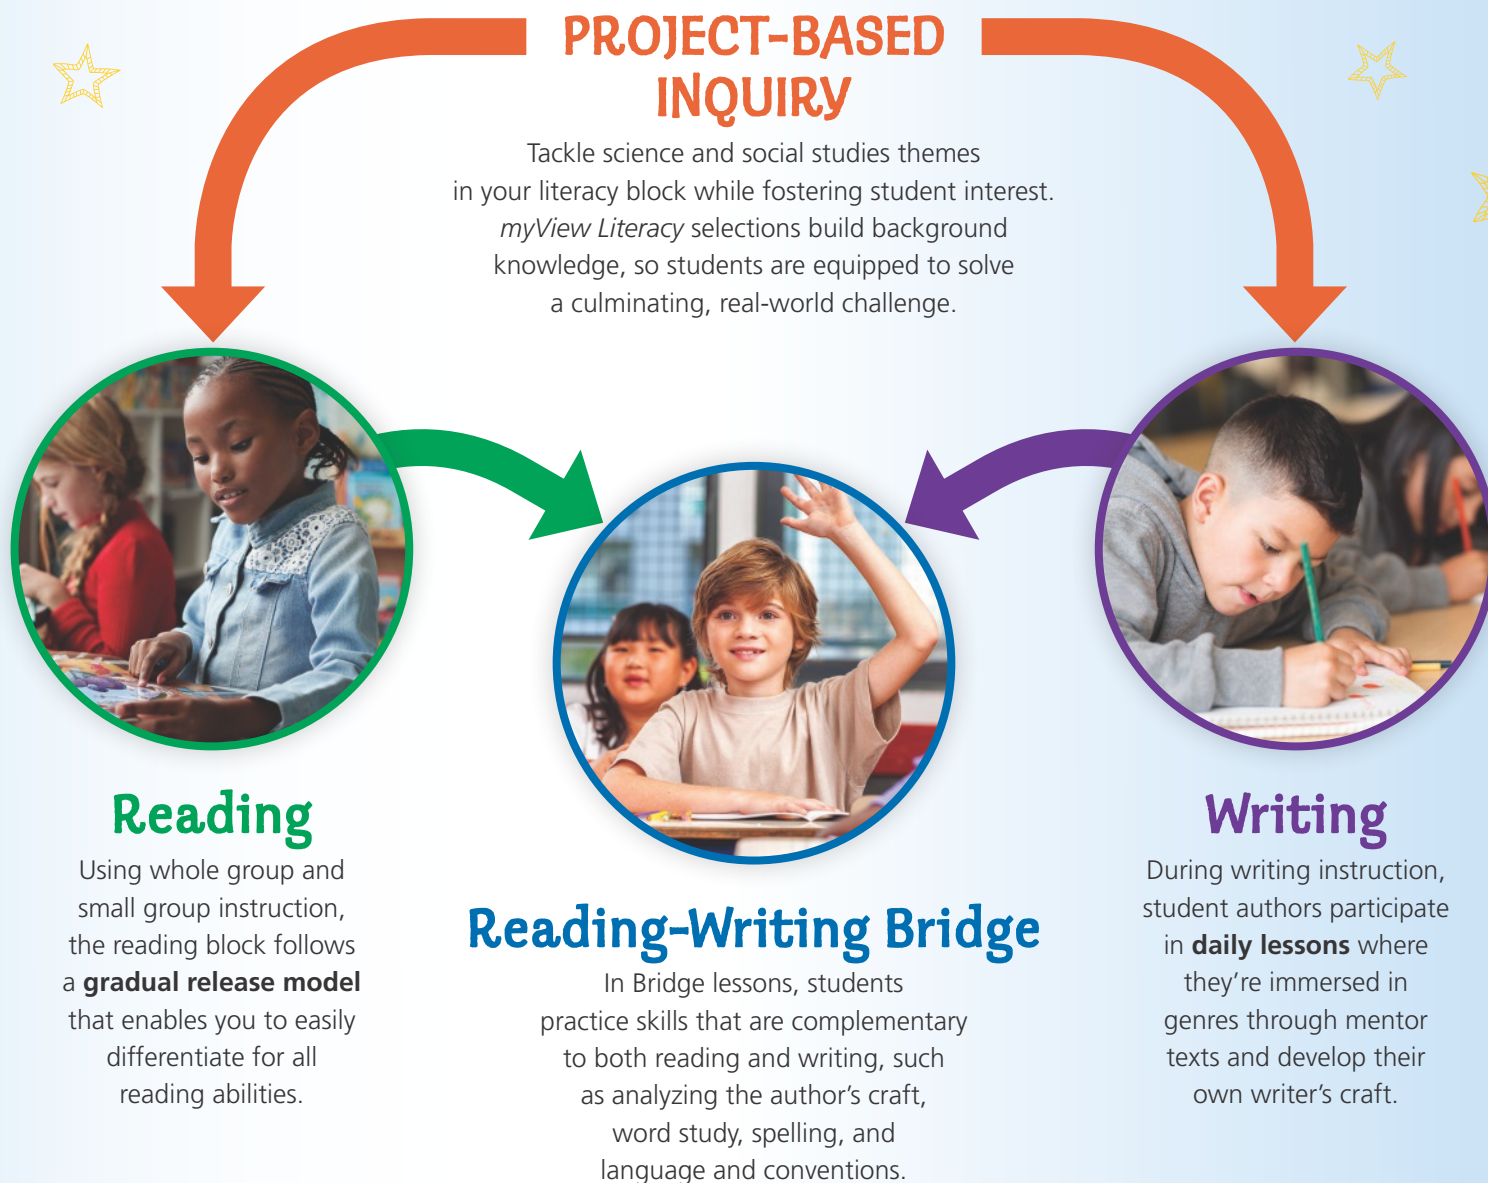 PROJECT-BASED
INQUIRY
Tackle science and social studies themes
in your literacy block while fostering student interest.
myView Literacy selections build background
knowledge, so students are equipped to solve
a culminating, real-world challenge.
Reading
Using whole group and
small group instruction,
the reading block follows
a gradual release model
that enables you to easily
differentiate for all
reading abilities.
Reading-Writing Bridge
In Bridge lessons, students
practice skills that are complementary
to both reading and writing, such
as analyzing the author’s craft,
word study, spelling, and
language and conventions.
Writing
During writing instruction,
student authors participate
in daily lessons where
they’re immersed in
genres through mentor
texts and develop their
own writer’s craft.